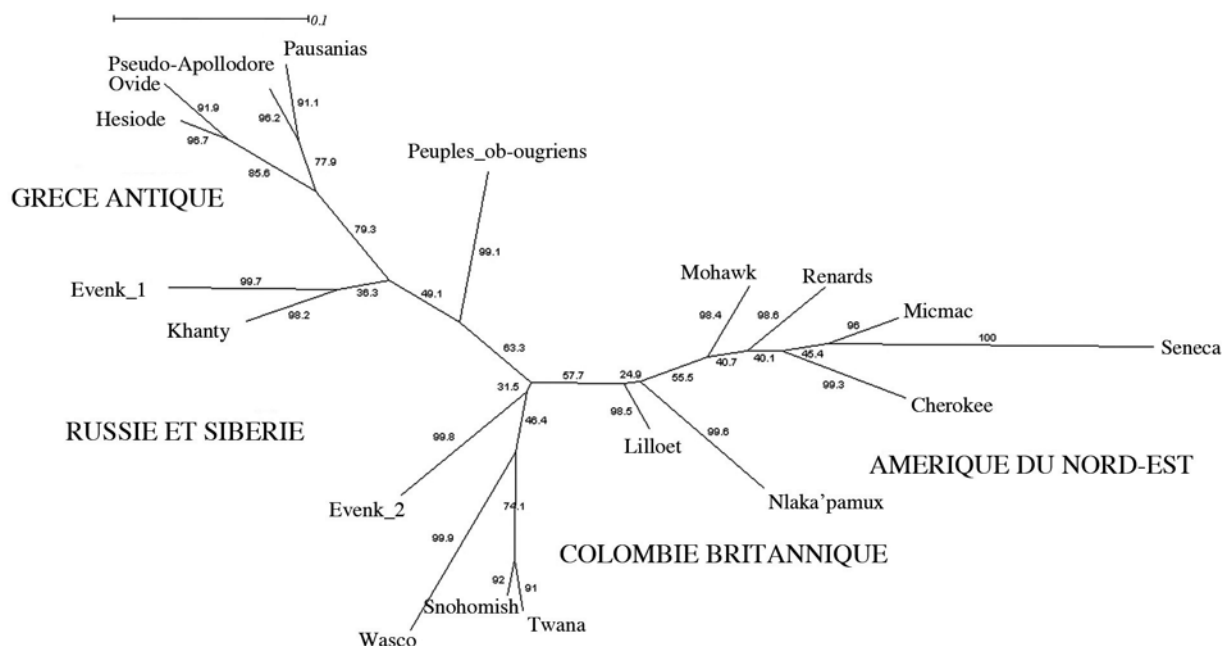 0.1
Pausanias
Pseudo-Apollodore
Ovide
91.9
96.2
91.1
Hesiode
96.7
77.9
85.6
Peuples_ob-ougriens
GRECE ANTIQUE
79.3
99.1
Evenk_1
99.7
36.3
49.1
Khanty
98.2
Mohawk
Renards
98.4
98.6
Micmac
96
100
Seneca
63.3
40.7
40.1
45.4
31.5
57.7
24.9
55.5
99.3
Cherokee
46.4
98.5
Lilloet
99.6
RUSSIE ET SIBERIE
99.8
AMÉRIQUE DU NORD-EST
Evenk_2
74.1
Nlaka'pamux
99.9
COLOMBIE BRITANNIQUE
92
91
Snohomish
Twana
Wasco